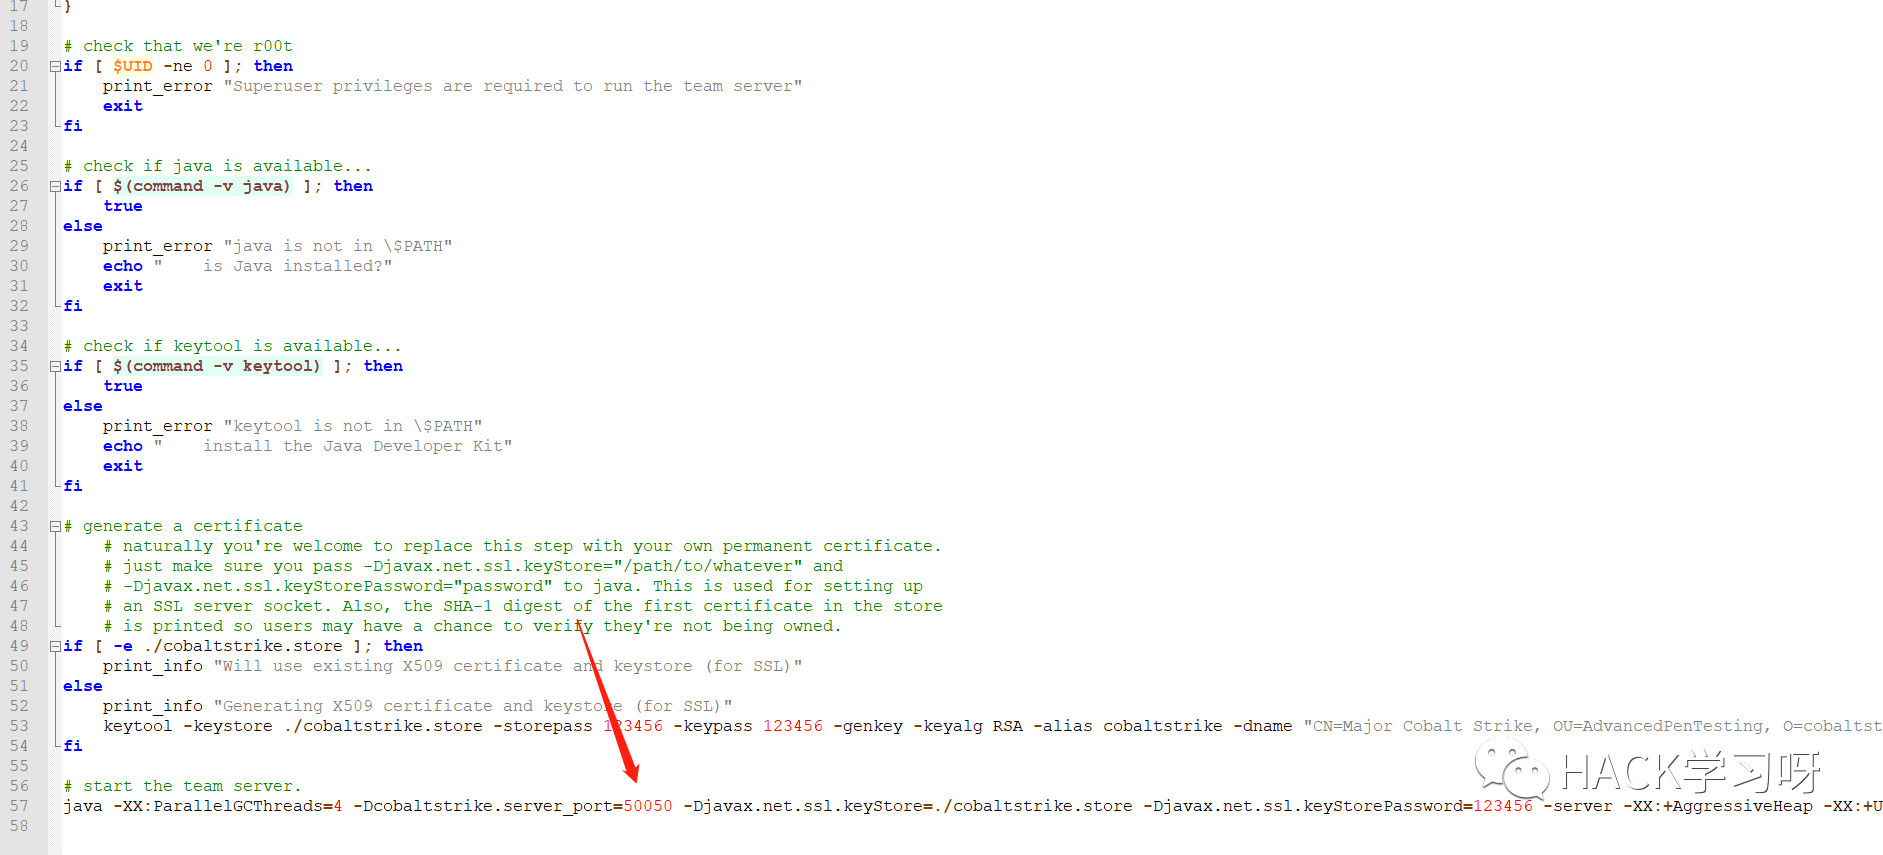 17 }
18
19 # check that we're r00t
20 if [ $UID -ne 0 ]; then
21     print_error "Superuser privileges are required to run the team server"
22     exit
23 fi
24
25 # check if java is available...
26 if [ $(command -v java) ]; then
27     true
28 else
29     print_error "java is not in \$PATH"
30     echo "    is Java installed?"
31     exit
32 fi
33
34 # check if keytool is available...
35 if [ $(command -v keytool) ]; then
36     true
37 else
38     print_error "keytool is not in \$PATH"
39     echo "    install the Java Developer Kit"
40     exit
41 fi
42
43 # generate a certificate
44     # naturally you're welcome to replace this step with your own permanent certificate.
45     # just make sure you pass -Djavax.net.ssl.keyStore="/path/to/whatever" and
46     # -Djavax.net.ssl.keyStorePassword="password" to java. This is used for setting up
47     # an SSL server socket. Also, the SHA-1 digest of the first certificate in the store
48     # is printed so users may have a chance to verify they're not being owned.
49 if [ -e ./cobaltstrike.store ]; then
50     print_info "Will use existing X509 certificate and keystore (for SSL)"
51 else
52     print_info "Generating X509 certificate and keystore (for SSL)"
53     keytool -keystore ./cobaltstrike.store -storepass 123456 -keypass 123456 -genkey -keyalg RSA -alias cobaltstrike -dname "CN=Major Cobalt Strike, OU=AdvancedPenTesting, O=cobaltst
54 fi
55
56 # start the team server.
57 java -XX:ParallelGCThreads=4 -Dcobaltstrike.server_port=50050 -Djavax.net.ssl.keyStore=./cobaltstrike.store -Djavax.net.ssl.keyStorePassword=123456 -server -XX:+AggressiveHeap -XX:+U
58
HACK学习呀